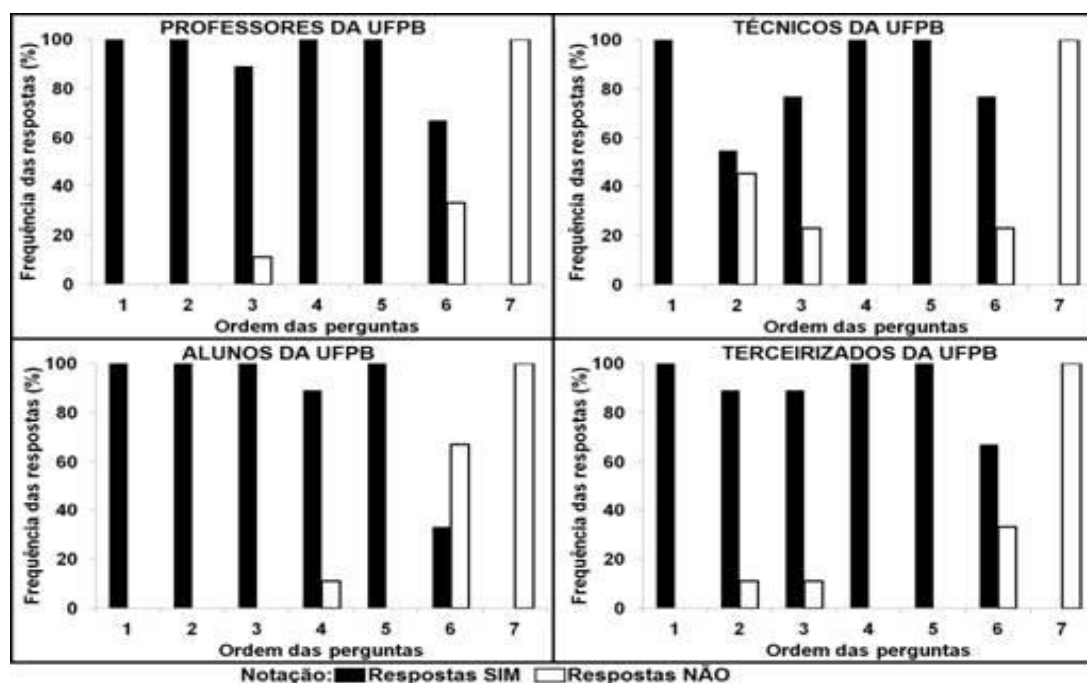 PROFESSORES DA UFPB
Frequência das respostas (%)
100
80
60
40
20
0
1 2 3 4 5 6 7
Ordem das perguntas
TÉCNICOS DA UFPB
Frequência das respostas (%)
100
80
60
40
20
0
1 2 3 4 5 6 7
Ordem das perguntas
ALUNOS DA UFPB
Frequência das respostas (%)
100
80
60
40
20
0
1 2 3 4 5 6 7
Ordem das perguntas
TERCEIRIZADOS DA UFPB
Frequência das respostas (%)
100
80
60
40
20
0
1 2 3 4 5 6 7
Ordem das perguntas
Notação: Respostas SIM Respostas NÃO